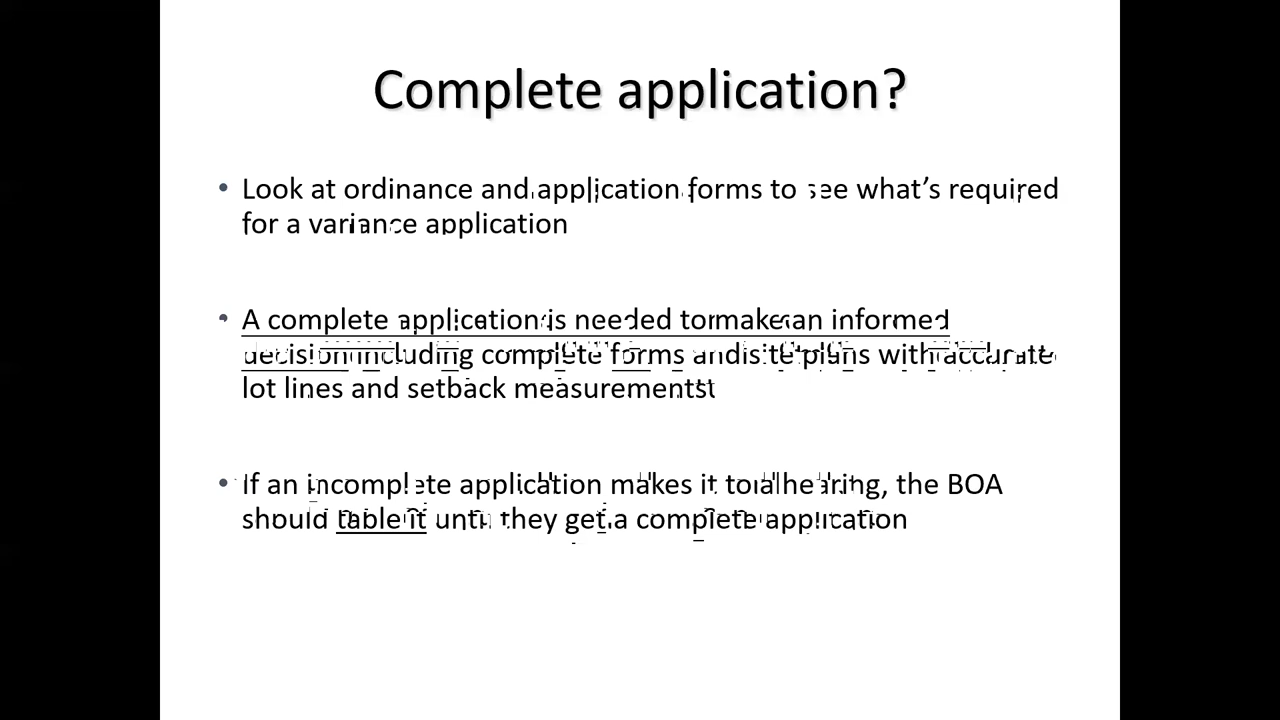 Complete application?
• Look at ordinance and application forms to see what's required
for a variance application
• A complete application is needed to make an informed
decision including complete forms and site plans with accurate
lot lines and setback measurements
• If an incomplete application makes it to a hearing, the BOA
should table it until they get a complete application